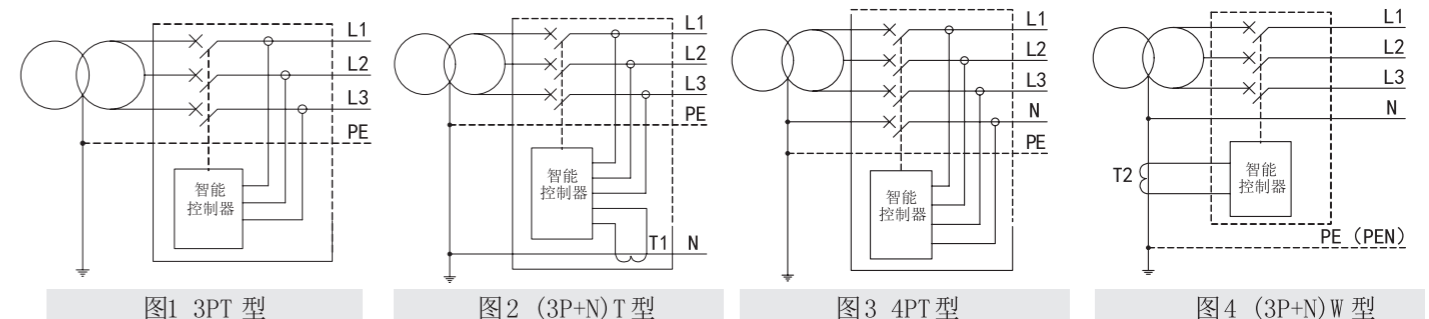 L1
L2
L3
PE
智能
控制器
图1 3PT 型
L1
L2
L3
PE
智能
控制器
T1
N
图2 (3P+N)T型
L1
L2
L3
N
PE
智能
控制器
图3 4PT型
L1
L2
L3
N
T2
智能
控制器
PE (PEN)
图4 (3P+N)W 型